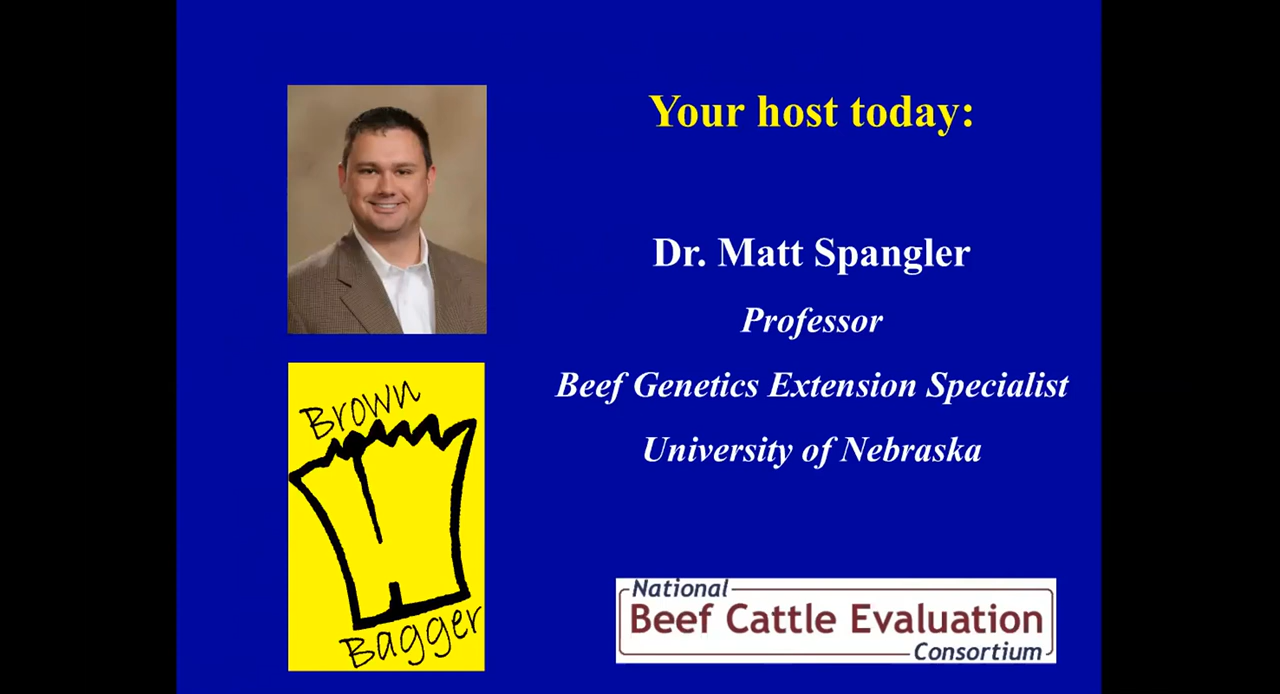 Your host today:
Dr. Matt Spangler
Professor
Beef Genetics Extension Specialist
University of Nebraska
Brown
Bagger
National
Beef Cattle Evaluation
Consortium